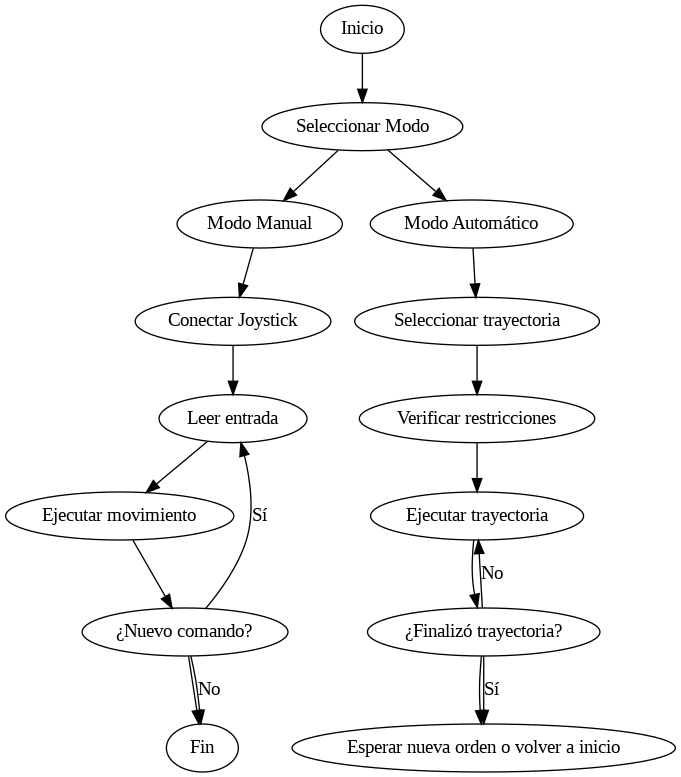 Inicio
Seleccionar Modo
Modo Manual
Modo Automático
Conectar Joystick
Seleccionar trayectoria
Leer entrada
Verificar restricciones
Ejecutar movimiento
Sí
Ejecutar trayectoria
No
¿Nuevo comando?
¿Finalizó trayectoria?
No
Sí
Fin
Esperar nueva orden o volver a inicio